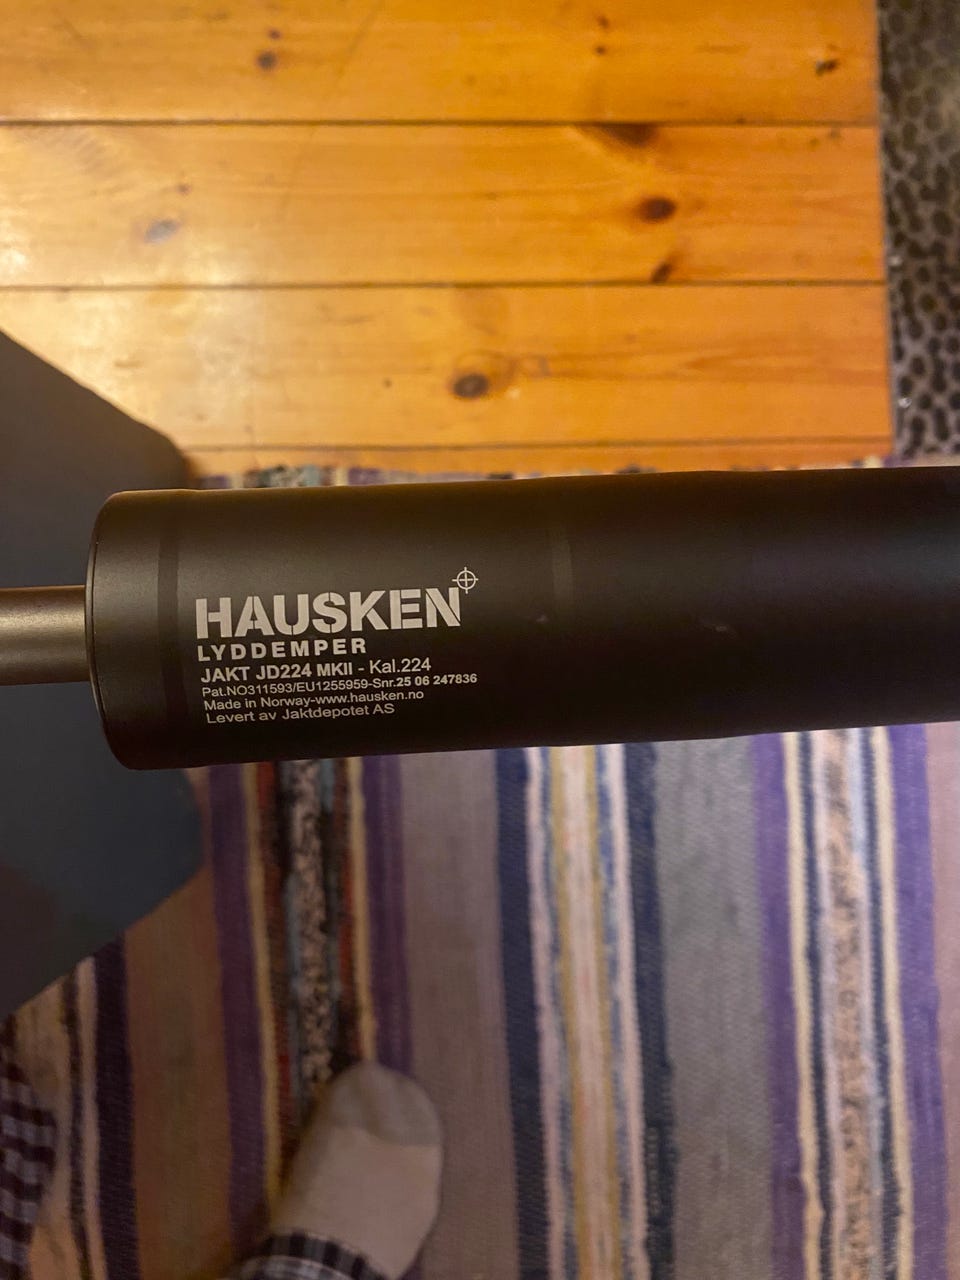 HAUSKEN
LYDDEMPER
JAKT JD224 MKII - Kal.224
Pat.NO311593/EU1255959-Snr.25 06 247836
Made in Norway-www.hausken.no
Levert av Jaktdepotet AS